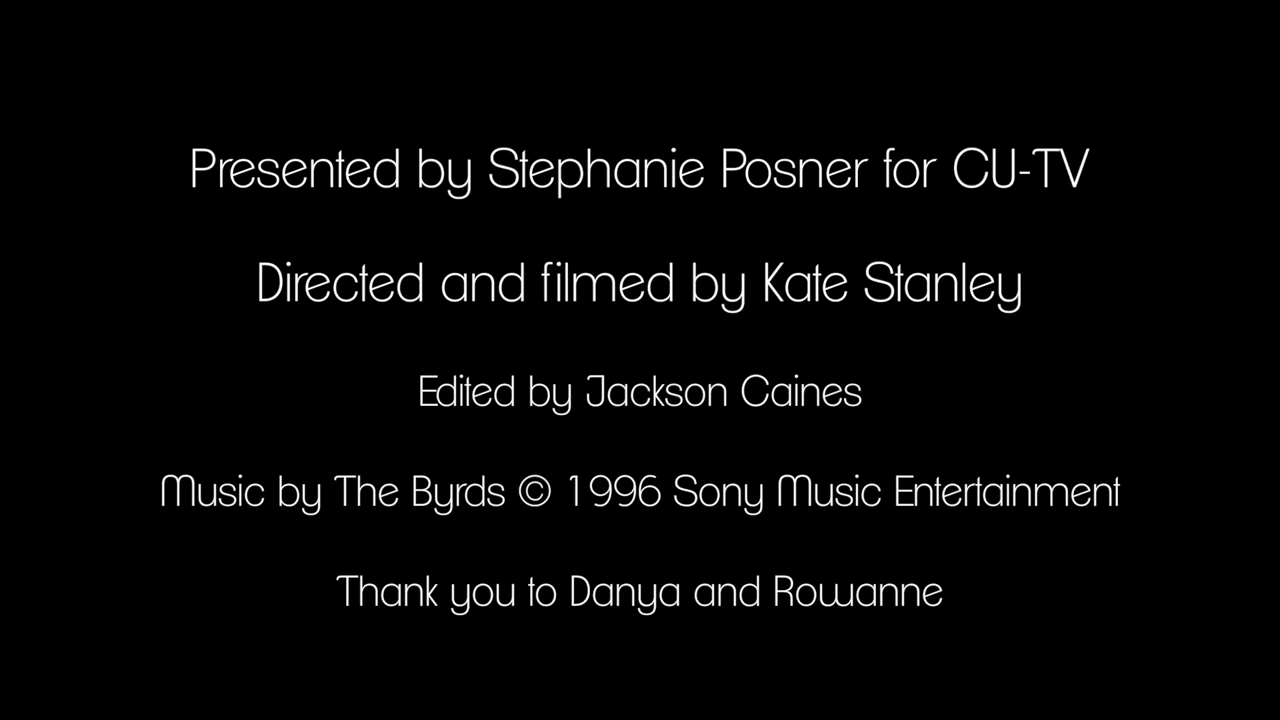 Presented by Stephanie Posner for CU-TV
Directed and filmed by Kate Stanley
Edited by Jackson Caines
Music by The Byrds © 1996 Sony Music Entertainment
Thank you to Danya and Rowanne